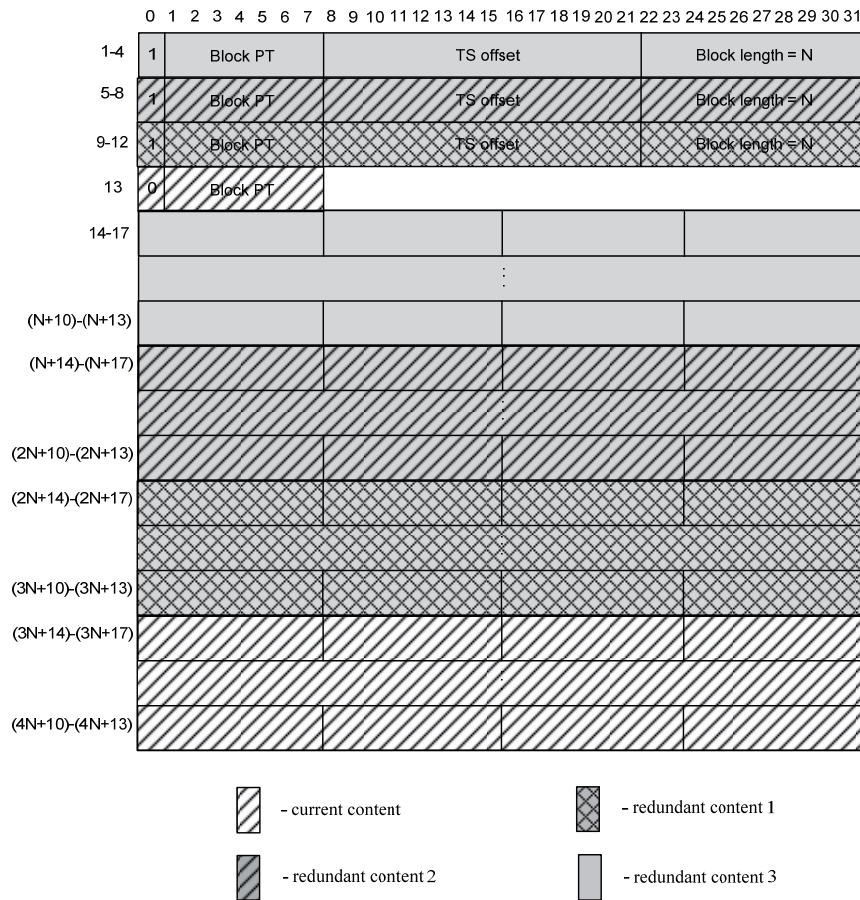 0 1 2 3 4 5 6 7 8 9 10 11 12 13 14 15 16 17 18 19 20 21 22 23 24 25 26 27 28 29 30 31
1-4 1 Block PT TS offset Block length = N
5-8 1 Block PT TS offset Block length = N
9-12 1 Block PT TS offset Block length = N
13 0 Block PT
14-17
(N+10)-(N+13)
(N+14)-(N+17)
(2N+10)-(2N+13)
(2N+14)-(2N+17)
(3N+10)-(3N+13)
(3N+14)-(3N+17)
(4N+10)-(4N+13)
- current content - redundant content 1
- redundant content 2 - redundant content 3